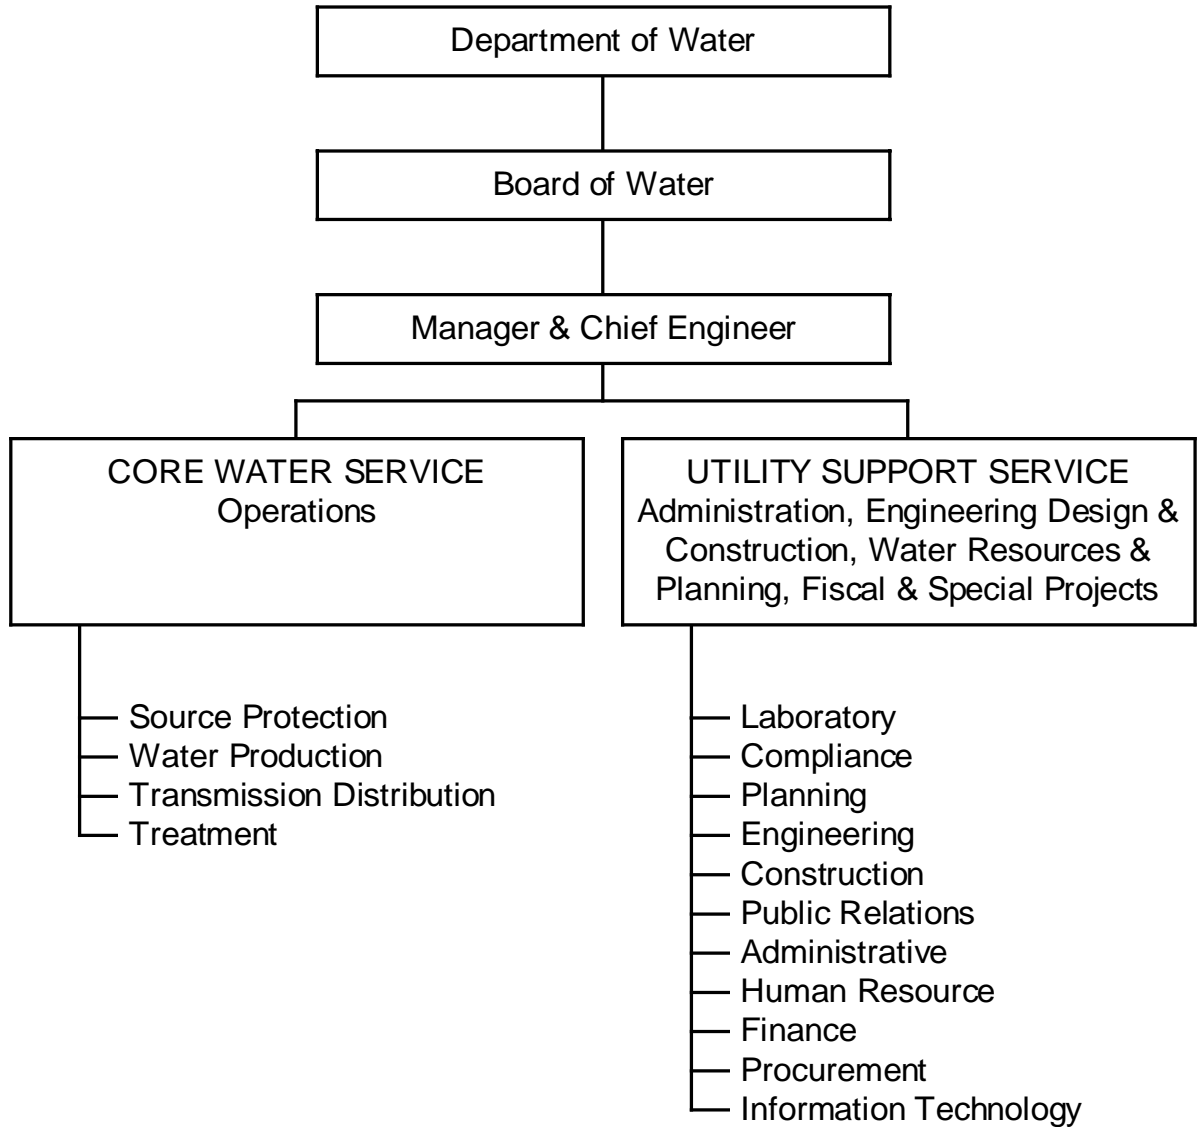 Department of Water
Board of Water
Manager & Chief Engineer
CORE WATER SERVICE
Operations
UTILITY SUPPORT SERVICE
Administration, Engineering Design &
Construction, Water Resources &
Planning, Fiscal & Special Projects
Source Protection
Water Production
Transmission Distribution
Treatment
Laboratory
Compliance
Planning
Engineering
Construction
Public Relations
Administrative
Human Resource
Finance
Procurement
Information Technology